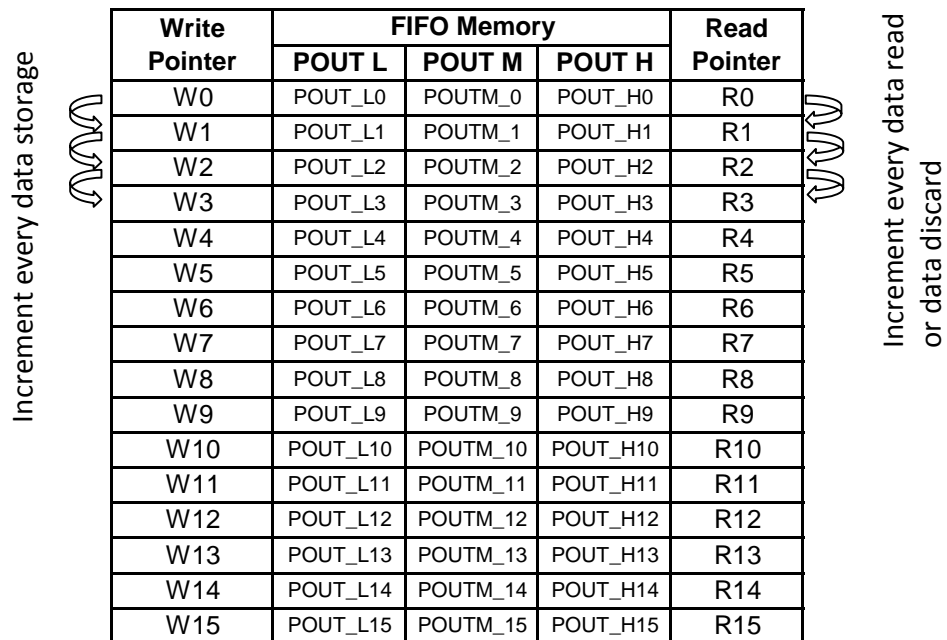 Increment every data storage
Write Pointer FIFO Memory Read Pointer
POUT L POUT M POUT H
W0 POUT_L0 POUTM_0 POUT_H0 R0
W1 POUT_L1 POUTM_1 POUT_H1 R1
W2 POUT_L2 POUTM_2 POUT_H2 R2
W3 POUT_L3 POUTM_3 POUT_H3 R3
W4 POUT_L4 POUTM_4 POUT_H4 R4
W5 POUT_L5 POUTM_5 POUT_H5 R5
W6 POUT_L6 POUTM_6 POUT_H6 R6
W7 POUT_L7 POUTM_7 POUT_H7 R7
W8 POUT_L8 POUTM_8 POUT_H8 R8
W9 POUT_L9 POUTM_9 POUT_H9 R9
W10 POUT_L10 POUTM_10 POUT_H10 R10
W11 POUT_L11 POUTM_11 POUT_H11 R11
W12 POUT_L12 POUTM_12 POUT_H12 R12
W13 POUT_L13 POUTM_13 POUT_H13 R13
W14 POUT_L14 POUTM_14 POUT_H14 R14
W15 POUT_L15 POUTM_15 POUT_H15 R15
Increment every data read
or data discard